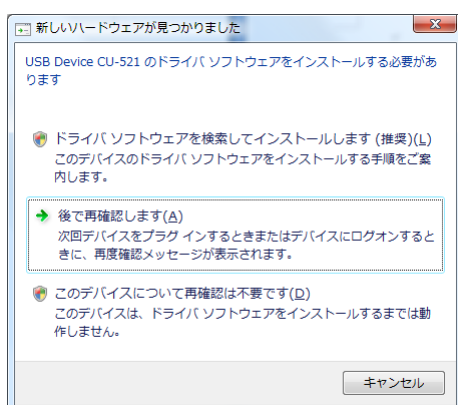 新しいハードウェアが見つかりました
USB Device CU-521 のドライバ ソフトウェアをインストールする必要があ
ります
ドライバ ソフトウェアを検索してインストールします (推奨)(L)
このデバイスのドライバ ソフトウェアをインストールする手順をご案
内します。
後で再確認します(A)
次回デバイスをプラグ インするときまたはデバイスにログオンすると
きに、再度確認メッセージが表示されます。
このデバイスについて再確認は不要です(D)
このデバイスは、ドライバ ソフトウェアをインストールするまでは動
作しません。
キャンセル